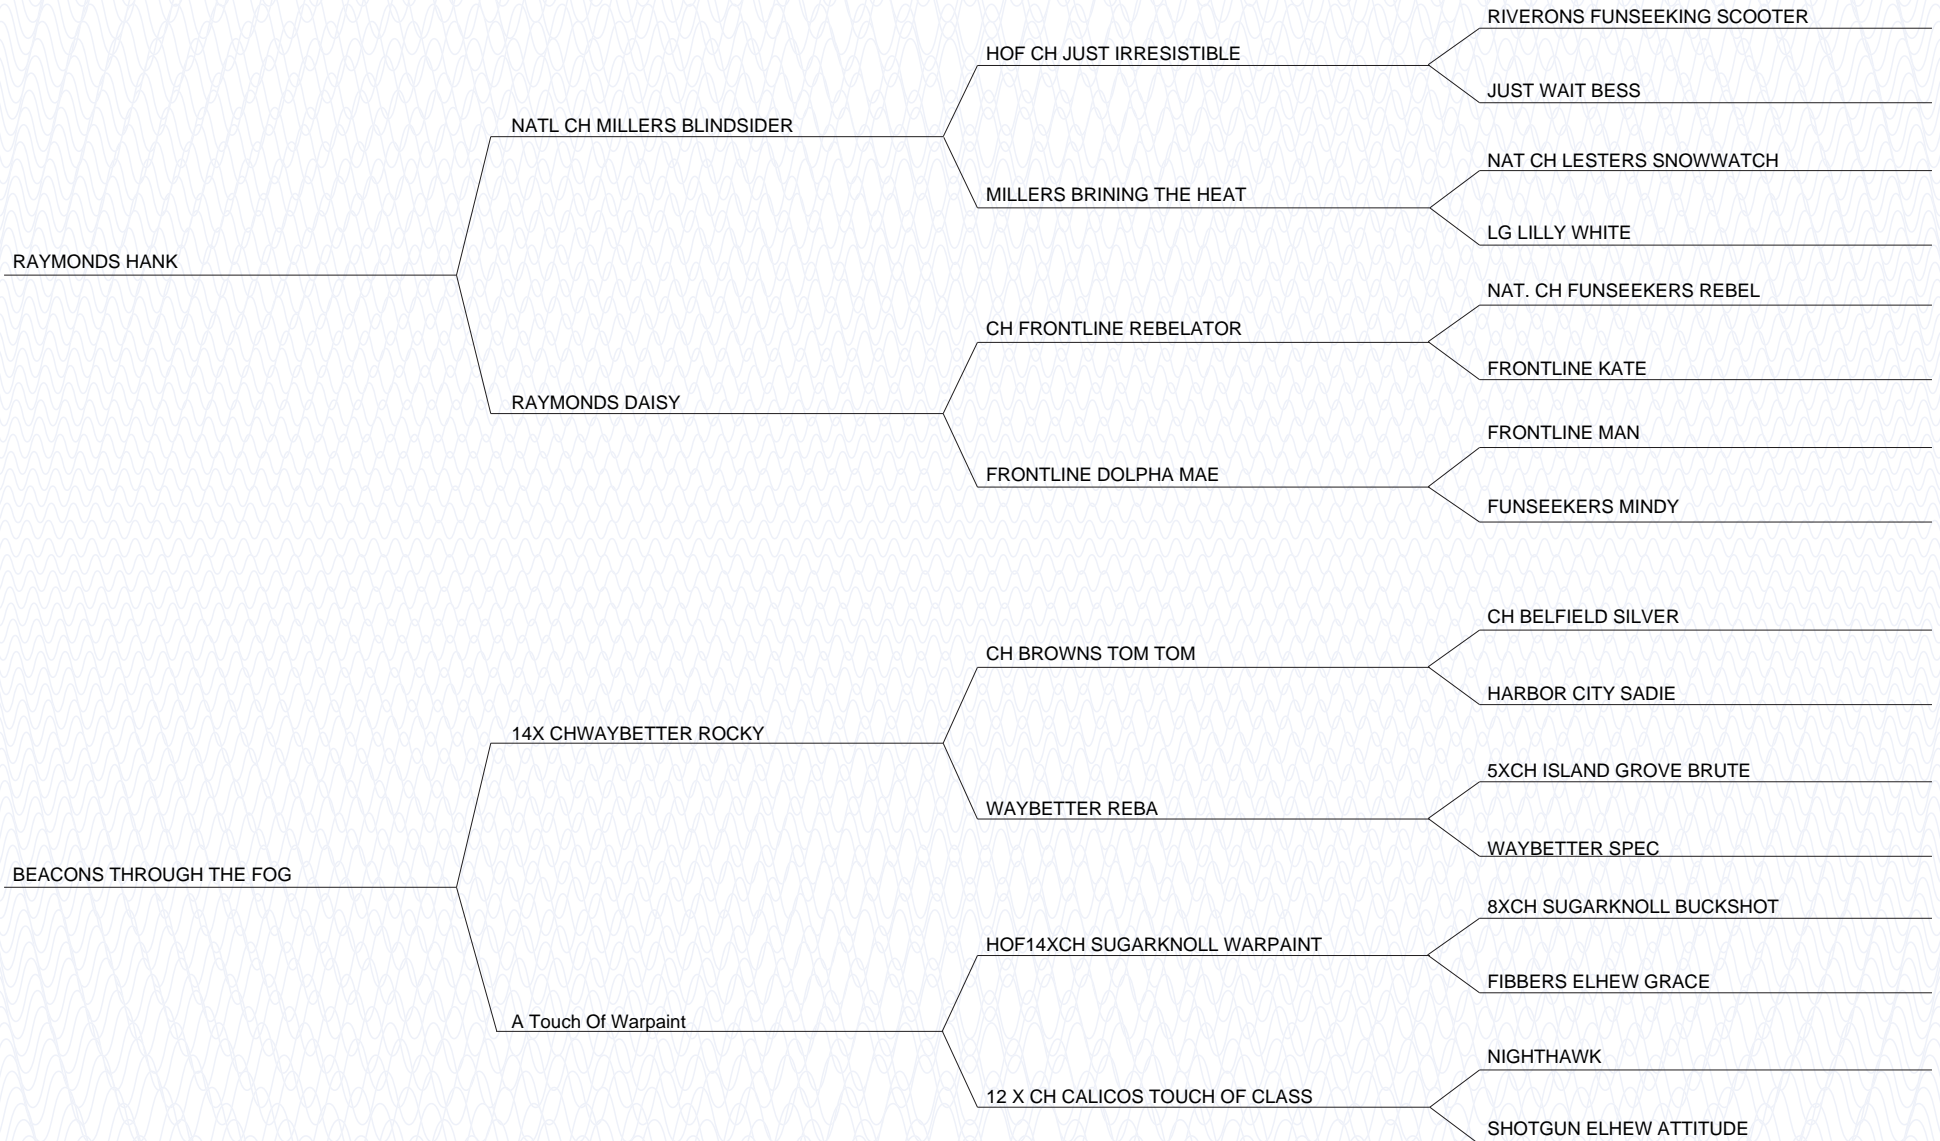 RIVERONS FUNSEEKING SCOOTER
HOF CH JUST IRRESISTIBLE
JUST WAIT BESS
NATL CH MILLERS BLINDSIDER
NAT CH LESTERS SNOWWATCH
MILLERS BRINING THE HEAT
LG LILLY WHITE
RAYMONDS HANK
NAT. CH FUNSEEKERS REBEL
CH FRONTLINE REBELATOR
FRONTLINE KATE
RAYMONDS DAISY
FRONTLINE MAN
FRONTLINE DOLPHA MAE
FUNSEEKERS MINDY
CH BELFIELD SILVER
CH BROWNS TOM TOM
HARBOR CITY SADIE
14X CHWAYBETTER ROCKY
5XCH ISLAND GROVE BRUTE
WAYBETTER REBA
WAYBETTER SPEC
BEACONS THROUGH THE FOG
8XCH SUGARKNOLL BUCKSHOT
HOF14XCH SUGARKNOLL WARPAINT
FIBBERS ELHEW GRACE
A Touch Of Warpaint
NIGHTHAWK
12 X CH CALICOS TOUCH OF CLASS
SHOTGUN ELHEW ATTITUDE